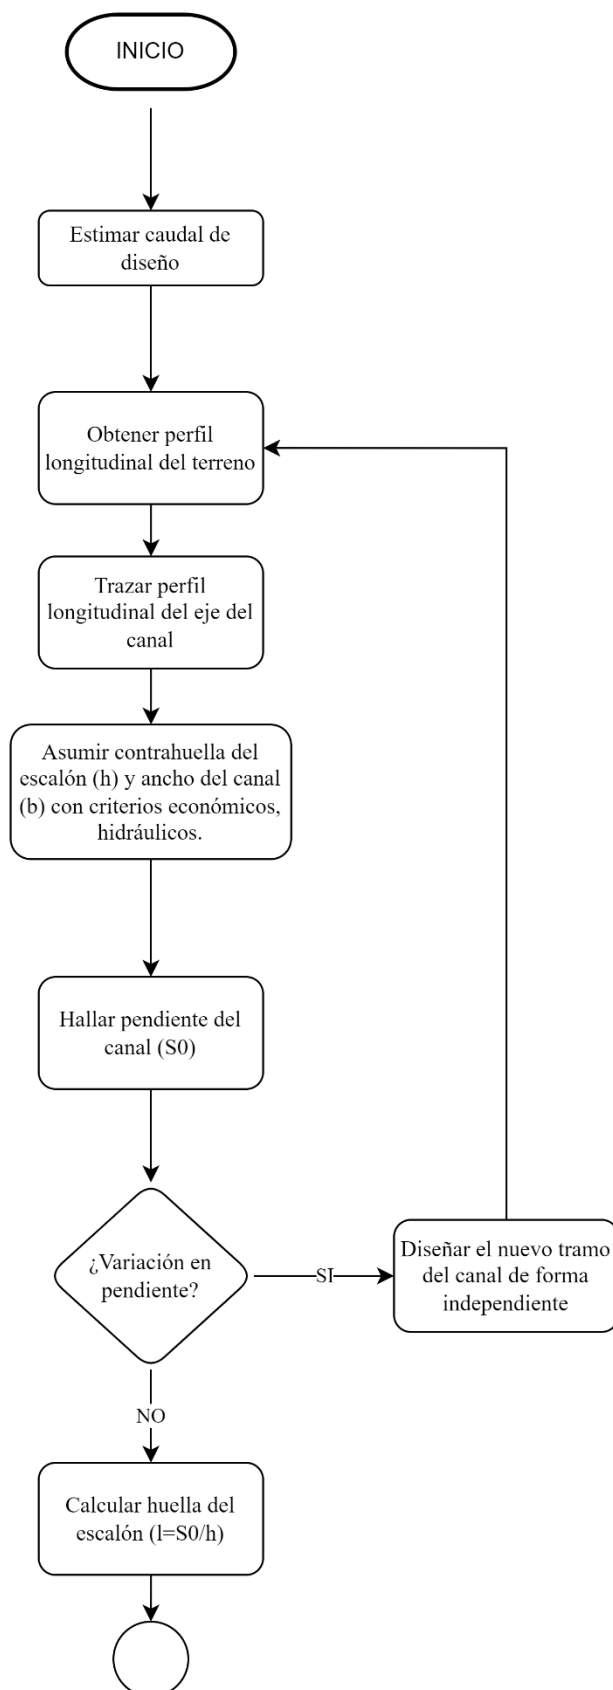 INICIO
Estimar caudal de
diseño
Obtener perfil
longitudinal del terreno
Trazar perfil
longitudinal del eje del
canal
Asumir contrahuella del
escalón (h) y ancho del canal
(b) con criterios económicos,
hidráulicos.
Hallar pendiente del
canal (S0)
¿Variación en
pendiente?
SI
Diseñar el nuevo tramo
del canal de forma
independiente
NO
Calcular huella del
escalón (l=S0/h)